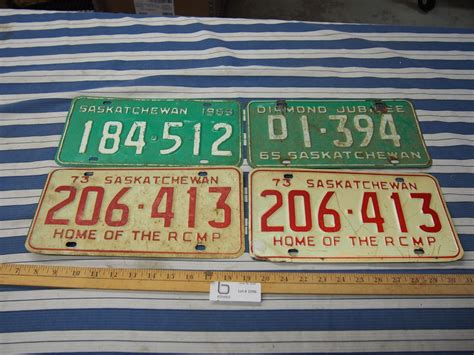 SASKATCHEWAN
184·512
DIAMOND JUBILEE
D1·394
65 SASKATCHEWAN
73 SASKATCHEWAN
206·413
HOME OF THE RCMP
73 SASKATCHEWAN
206·413
HOME OF THE RCMP